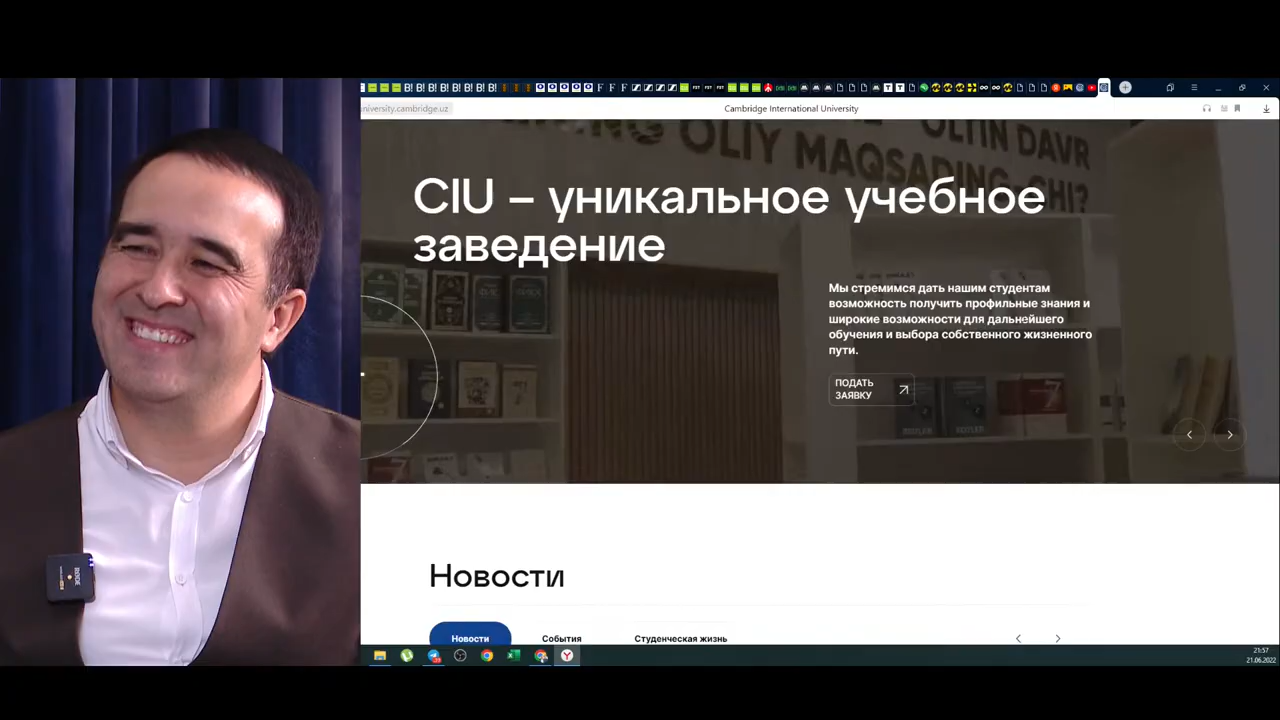 niversity.cambridge.uz
Cambridge International University
OLTIN DAVR
OLIY MAQSADING-CHI?
CIU – уникальное учебное
заведение
Мы стремимся дать нашим студентам
возможность получить профильные знания и
широкие возможности для дальнейшего
обучения и выбора собственного жизненного
пути.
ПОДАТЬ
ЗАЯВКУ
Новости
Новости
События
Студенческая жизнь
21:57
21.06.2022